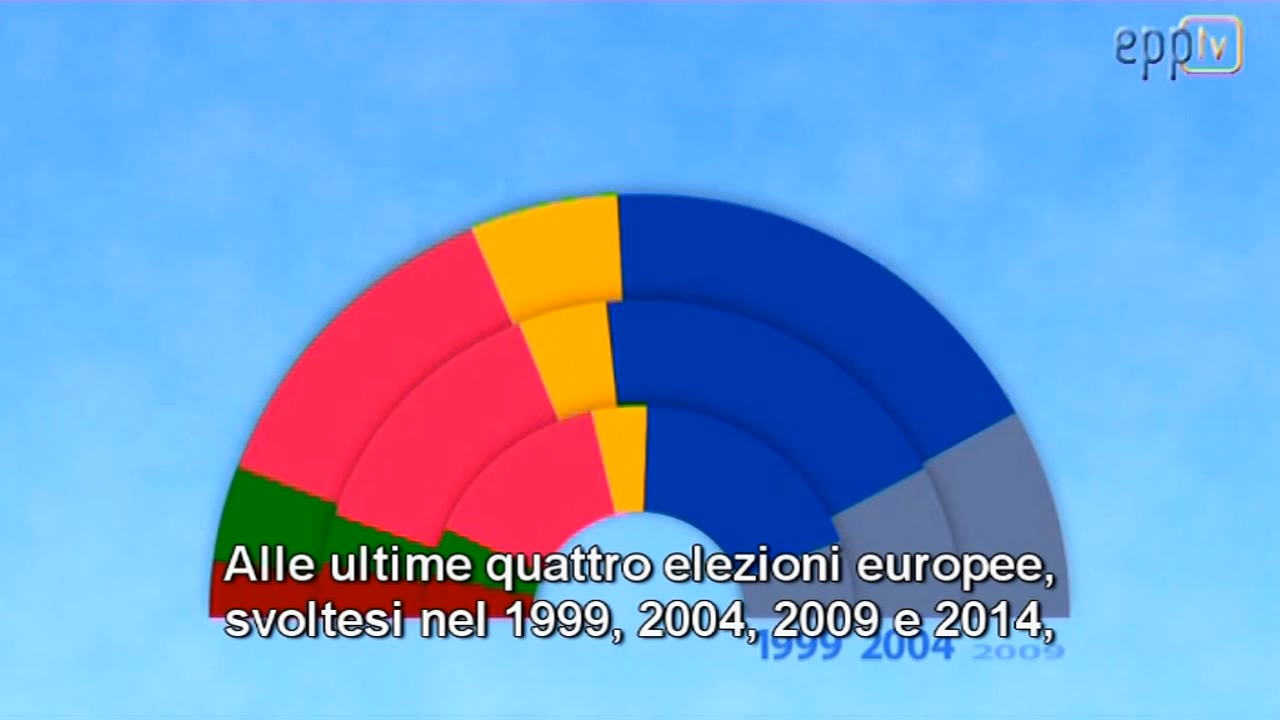 epp tv
Alle ultime quattro elezioni europee,
svoltesi nel 1999, 2004, 2009 e 2014,
1999 2004 2009